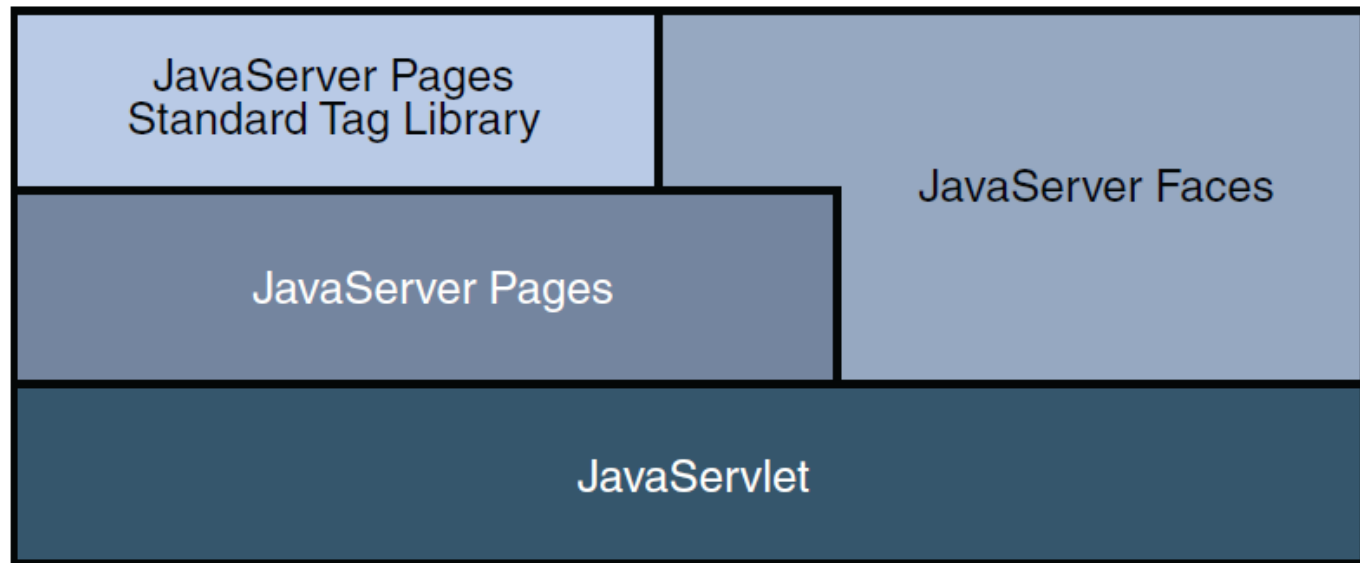 JavaServer Pages
Standard Tag Library
JavaServer Faces
JavaServer Pages
JavaServlet